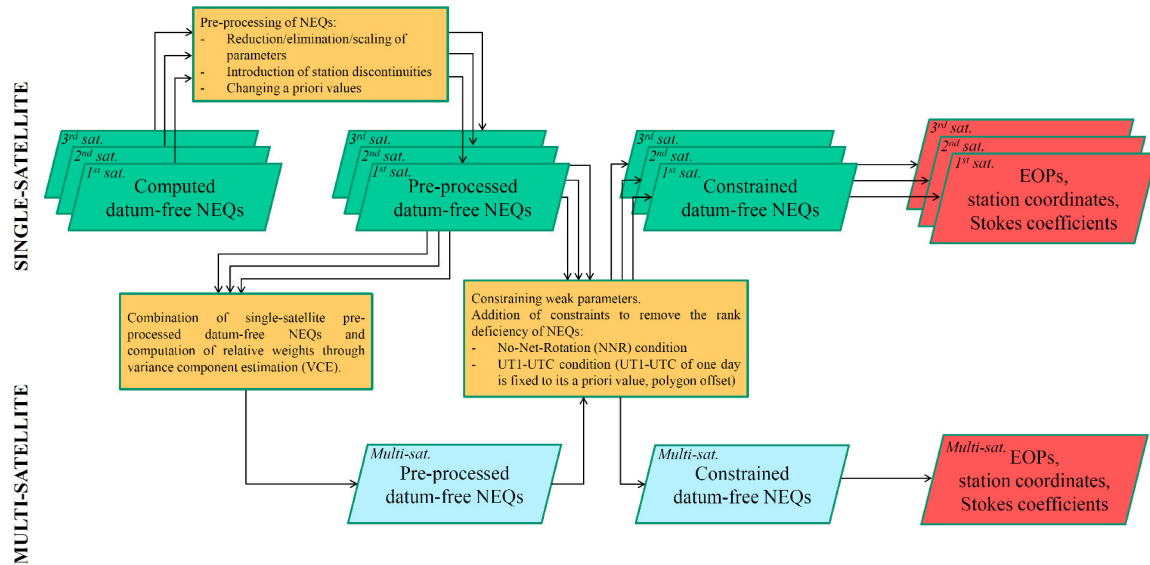 SINGLE-SATELLITE
Pre-processing of NEQs:
- Reduction/elimination/scaling of
parameters
- Introduction of station discontinuities
- Changing a priori values
3rd sat.
2nd sat.
1st sat.
Computed
datum-free NEQs
3rd sat.
2nd sat.
1st sat.
Pre-processed
datum-free NEQs
3rd sat.
2nd sat.
1st sat.
Constrained
datum-free NEQs
3rd sat.
2nd sat.
1st sat.
EOPs,
station coordinates,
Stokes coefficients
Combination of single-satellite pre-
processed datum-free NEQs and
computation of relative weights through
variance component estimation (VCE).
Constraining weak parameters.
Addition of constraints to remove the rank
deficiency of NEQs:
- No-Net-Rotation (NNR) condition
- UT1-UTC condition (UT1-UTC of one day
is fixed to its a priori value, polygon offset)
MULTI-SATELLITE
Multi-sat.
Pre-processed
datum-free NEQs
Multi-sat.
Constrained
datum-free NEQs
Multi-sat.
EOPs,
station coordinates,
Stokes coefficients